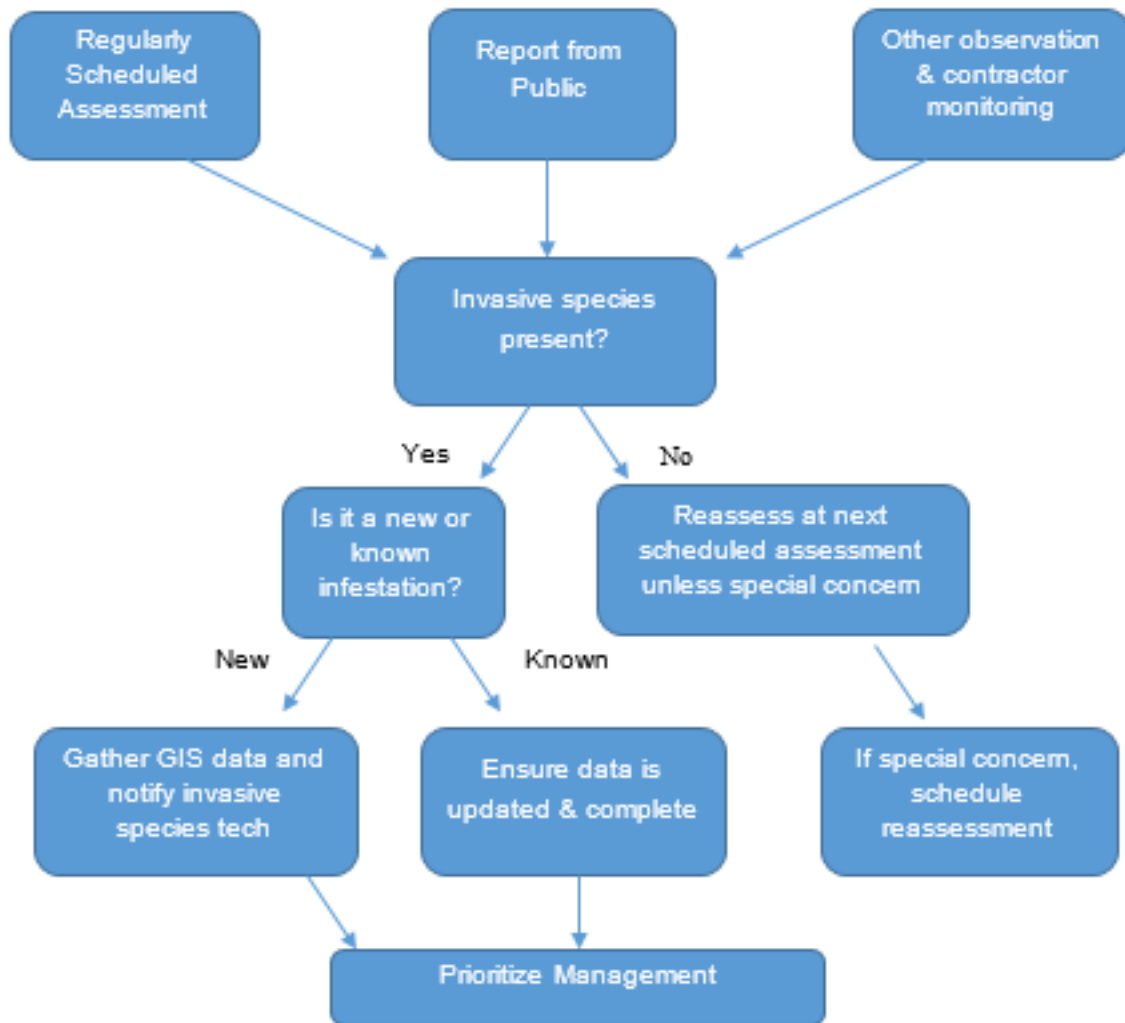 Regularly
Scheduled
Assessment
Report from
Public
Other observation
& contractor
monitoring
Invasive species
present?
Yes
No
Is it a new or
known
infestation?
Reassess at next
scheduled assessment
unless special concern
New
Known
Gather GIS data and
notify invasive
species tech
Ensure data is
updated & complete
If special concern,
schedule
reassessment
Prioritize Management